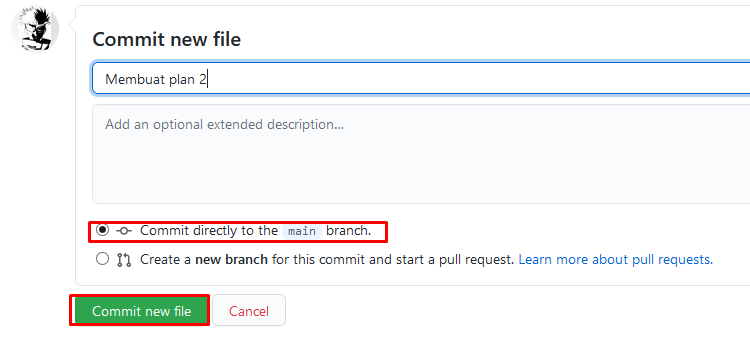 Commit new file
Membuat plan 2
Add an optional extended description...
Commit directly to the main branch.
Create a new branch for this commit and start a pull request. Learn more about pull requests.
Commit new file
Cancel